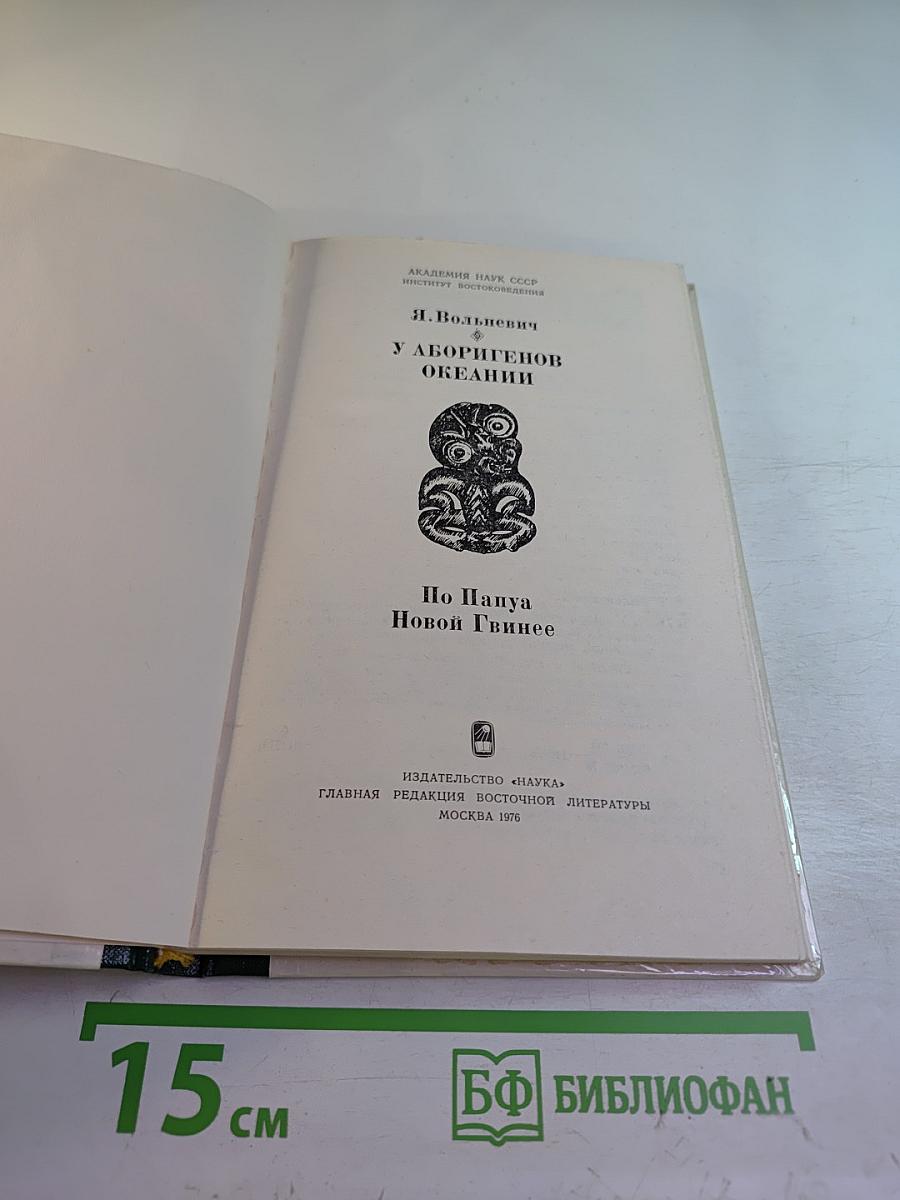 АКАДЕМИЯ НАУК СССР
ИНСТИТУТ ВОСТОКОВЕДЕНИЯ
Я. Вольневич
У АБОРИГЕНОВ
ОКЕАНИИ
По Папуа
Новой Гвинее
ИЗДАТЕЛЬСТВО «НАУКА»
ГЛАВНАЯ РЕДАКЦИЯ ВОСТОЧНОЙ ЛИТЕРАТУРЫ
МОСКВА 1976
15 см
БФ БИБЛИОФАН